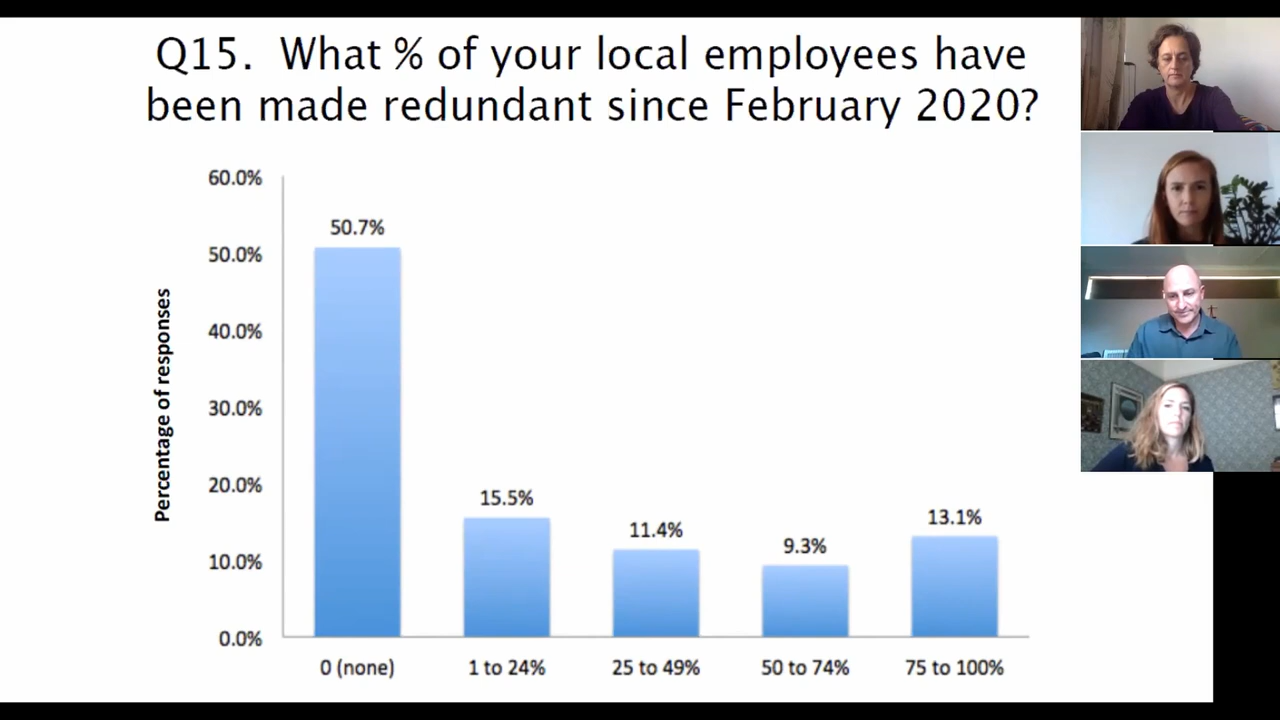 Q15. What % of your local employees have
been made redundant since February 2020?
Percentage of responses
60.0%
50.0%
40.0%
30.0%
20.0%
10.0%
0.0%
50.7%
15.5%
11.4%
9.3%
13.1%
0 (none)
1 to 24%
25 to 49%
50 to 74%
75 to 100%